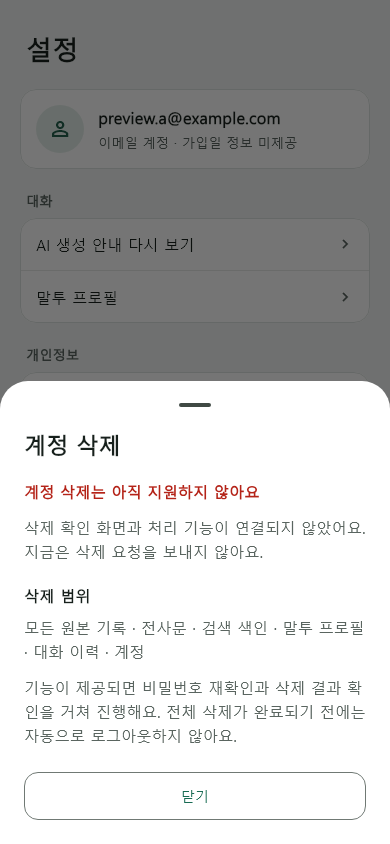 설정
preview.a@example.com
이메일 계정 · 가입일 정보 미제공
대화
AI 생성 안내 다시 보기
말투 프로필
개인정보
계정 삭제
계정 삭제는 아직 지원하지 않아요
삭제 확인 화면과 처리 기능이 연결되지 않았어요.
지금은 삭제 요청을 보내지 않아요.
삭제 범위
모든 원본 기록 · 전사문 · 검색 색인 · 말투 프로필
· 대화 이력 · 계정
기능이 제공되면 비밀번호 재확인과 삭제 결과 확
인을 거쳐 진행해요. 전체 삭제가 완료되기 전에는
자동으로 로그아웃하지 않아요.
닫기